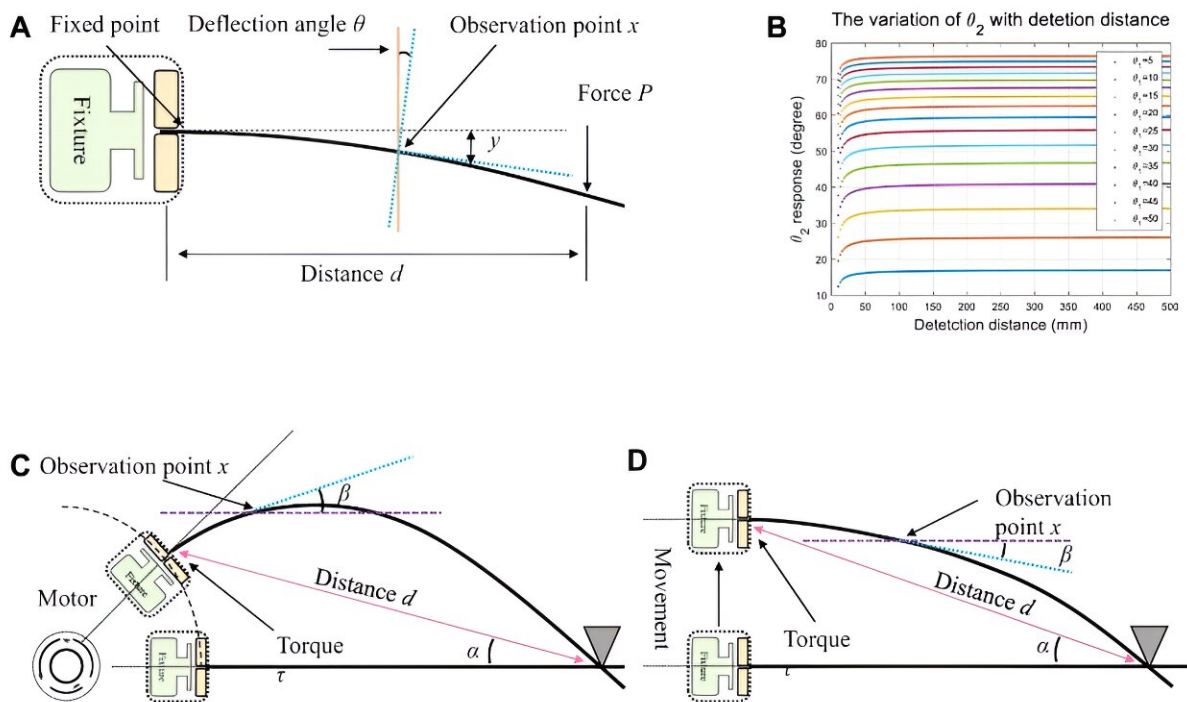 A
Fixed point
Deflection angle θ
Observation point x
Force P
Fixture
y
Distance d
B
The variation of θ2 with detetion distance
θ2 response (degree)
80
70
60
50
40
30
20
10
0
50
100
150
200
250
300
350
400
450
500
Detetction distance (mm)
θ1=5
θ1=10
θ1=15
θ1=20
θ1=25
θ1=30
θ1=35
θ1=40
θ1=45
θ1=50
C
Observation point x
β
Fixture
Distance d
Motor
Torque
τ
α
Fixture
D
Fixture
Observation
point x
β
Movement
Distance d
Torque
α
Fixture